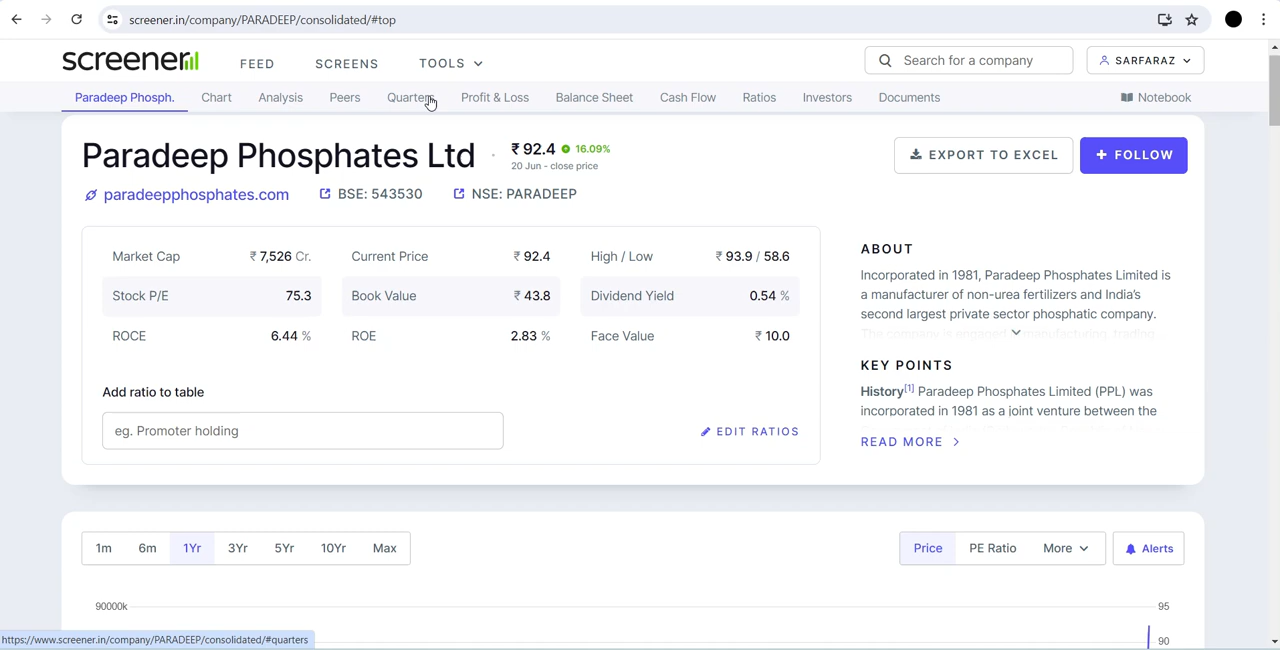 screener.in/company/PARADEEP/consolidated/#top
screener FEED SCREENS TOOLS Search for a company SARFARAZ
Paradeep Phosph. Chart Analysis Peers Quarters Profit & Loss Balance Sheet Cash Flow Ratios Investors Documents Notebook
Paradeep Phosphates Ltd ₹ 92.4 16.09%
20 Jun - close price
EXPORT TO EXCEL + FOLLOW
paradeepphosphates.com BSE: 543530 NSE: PARADEEP
Market Cap ₹ 7,526 Cr. Current Price ₹ 92.4 High / Low ₹ 93.9 / 58.6
Stock P/E 75.3 Book Value ₹ 43.8 Dividend Yield 0.54 %
ROCE 6.44 % ROE 2.83 % Face Value ₹ 10.0
Add ratio to table
eg. Promoter holding EDIT RATIOS
ABOUT
Incorporated in 1981, Paradeep Phosphates Limited is
a manufacturer of non-urea fertilizers and India's
second largest private sector phosphatic company.
The company is engaged manufacturing, trading
KEY POINTS
History[1] Paradeep Phosphates Limited (PPL) was
incorporated in 1981 as a joint venture between the
READ MORE
1m 6m 1Yr 3Yr 5Yr 10Yr Max Price PE Ratio More Alerts
90000k 95
90
https://www.screener.in/company/PARADEEP/consolidated/#quarters